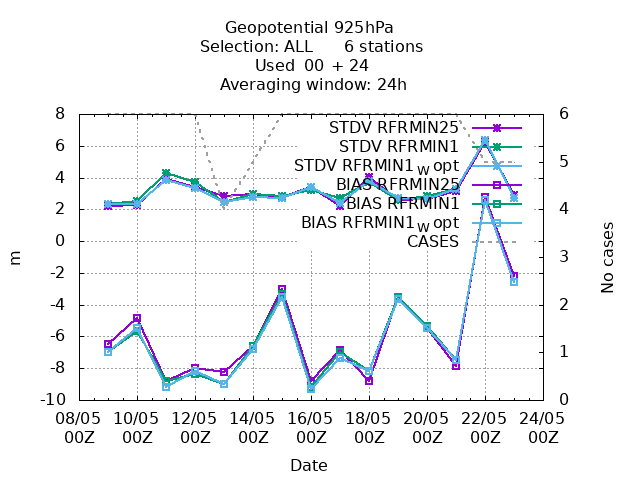 Geopotential 925hPa
Selection: ALL 6 stations
Used 00 + 24
Averaging window: 24h
8
6
4
2
0
-2
-4
-6
-8
-10
m
6
5
4
3
2
1
0
No cases
STDV RFRMIN25
STDV RFRMIN1
STDV RFRMIN1_W opt
BIAS RFRMIN25
BIAS RFRMIN1
BIAS RFRMIN1_W opt
CASES
08/05 10/05 12/05 14/05 16/05 18/05 20/05 22/05 24/05
00Z 00Z 00Z 00Z 00Z 00Z 00Z 00Z 00Z
Date